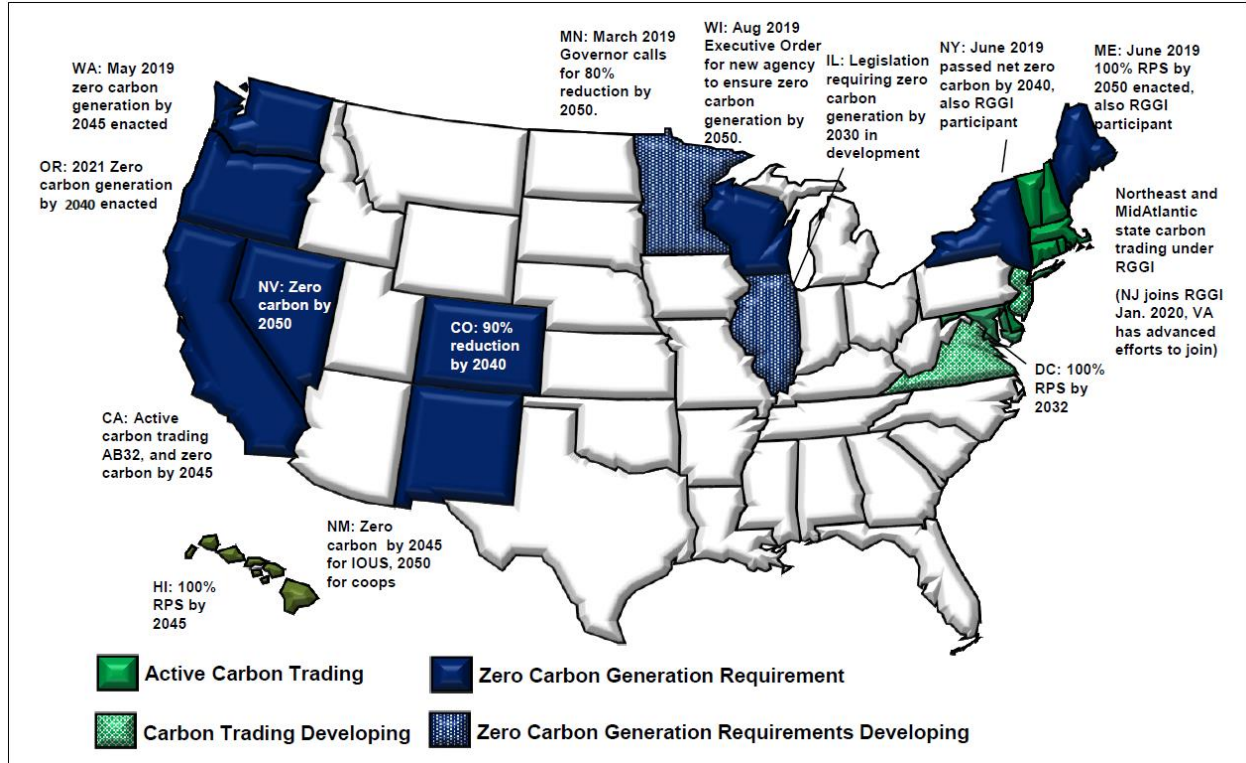 WA: May 2019
zero carbon
generation by
2045 enacted
OR: 2021 Zero
carbon generation
by 2040 enacted
MN: March 2019
Governor calls
for 80%
reduction by
2050.
WI: Aug 2019
Executive Order
for new agency
to ensure zero
carbon
generation by
2050.
IL: Legislation
requiring zero
carbon
generation by
2030 in
development
NY: June 2019
passed net zero
carbon by 2040,
also RGGI
participant
ME: June 2019
100% RPS by
2050 enacted,
also RGGI
participant
Northeast and
MidAtlantic
state carbon
trading under
RGGI
(NJ joins RGGI
Jan. 2020, VA
has advanced
efforts to join)
NV: Zero
carbon by
2050
CO: 90%
reduction
by 2040
DC: 100%
RPS by
2032
CA: Active
carbon trading
AB32, and zero
carbon by 2045
NM: Zero
carbon by 2045
for IOUS, 2050
for coops
HI: 100%
RPS by
2045
Active Carbon Trading
Zero Carbon Generation Requirement
Carbon Trading Developing
Zero Carbon Generation Requirements Developing